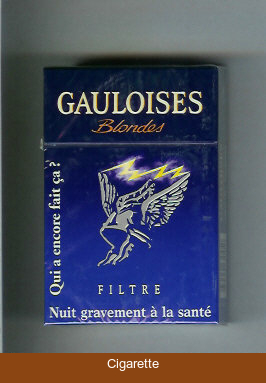 GAULOISES
Blondes
Qui a encore fait ça ?
FILTRE
Nuit gravement à la santé
Cigarette